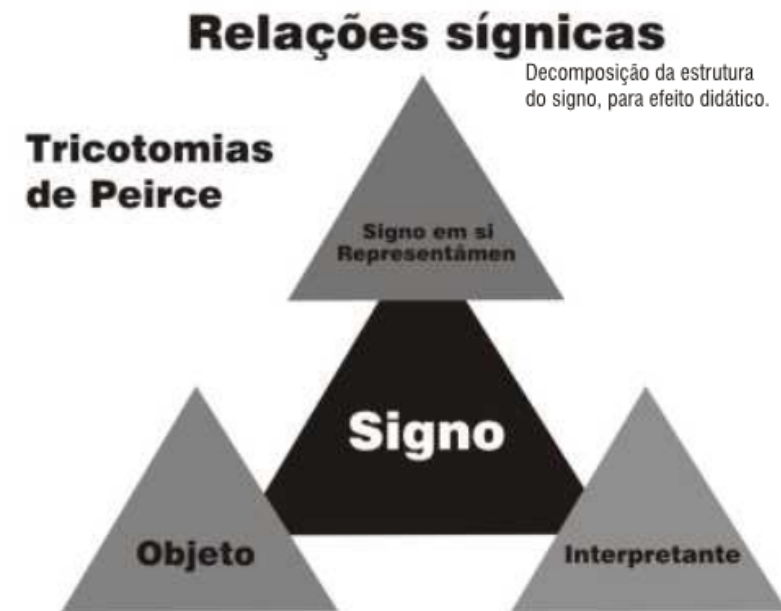 Relações sígnicas
Decomposição da estrutura
do signo, para efeito didático.
Tricotomias
de Peirce
Signo em si
Representâmen
Signo
Objeto
Interpretante